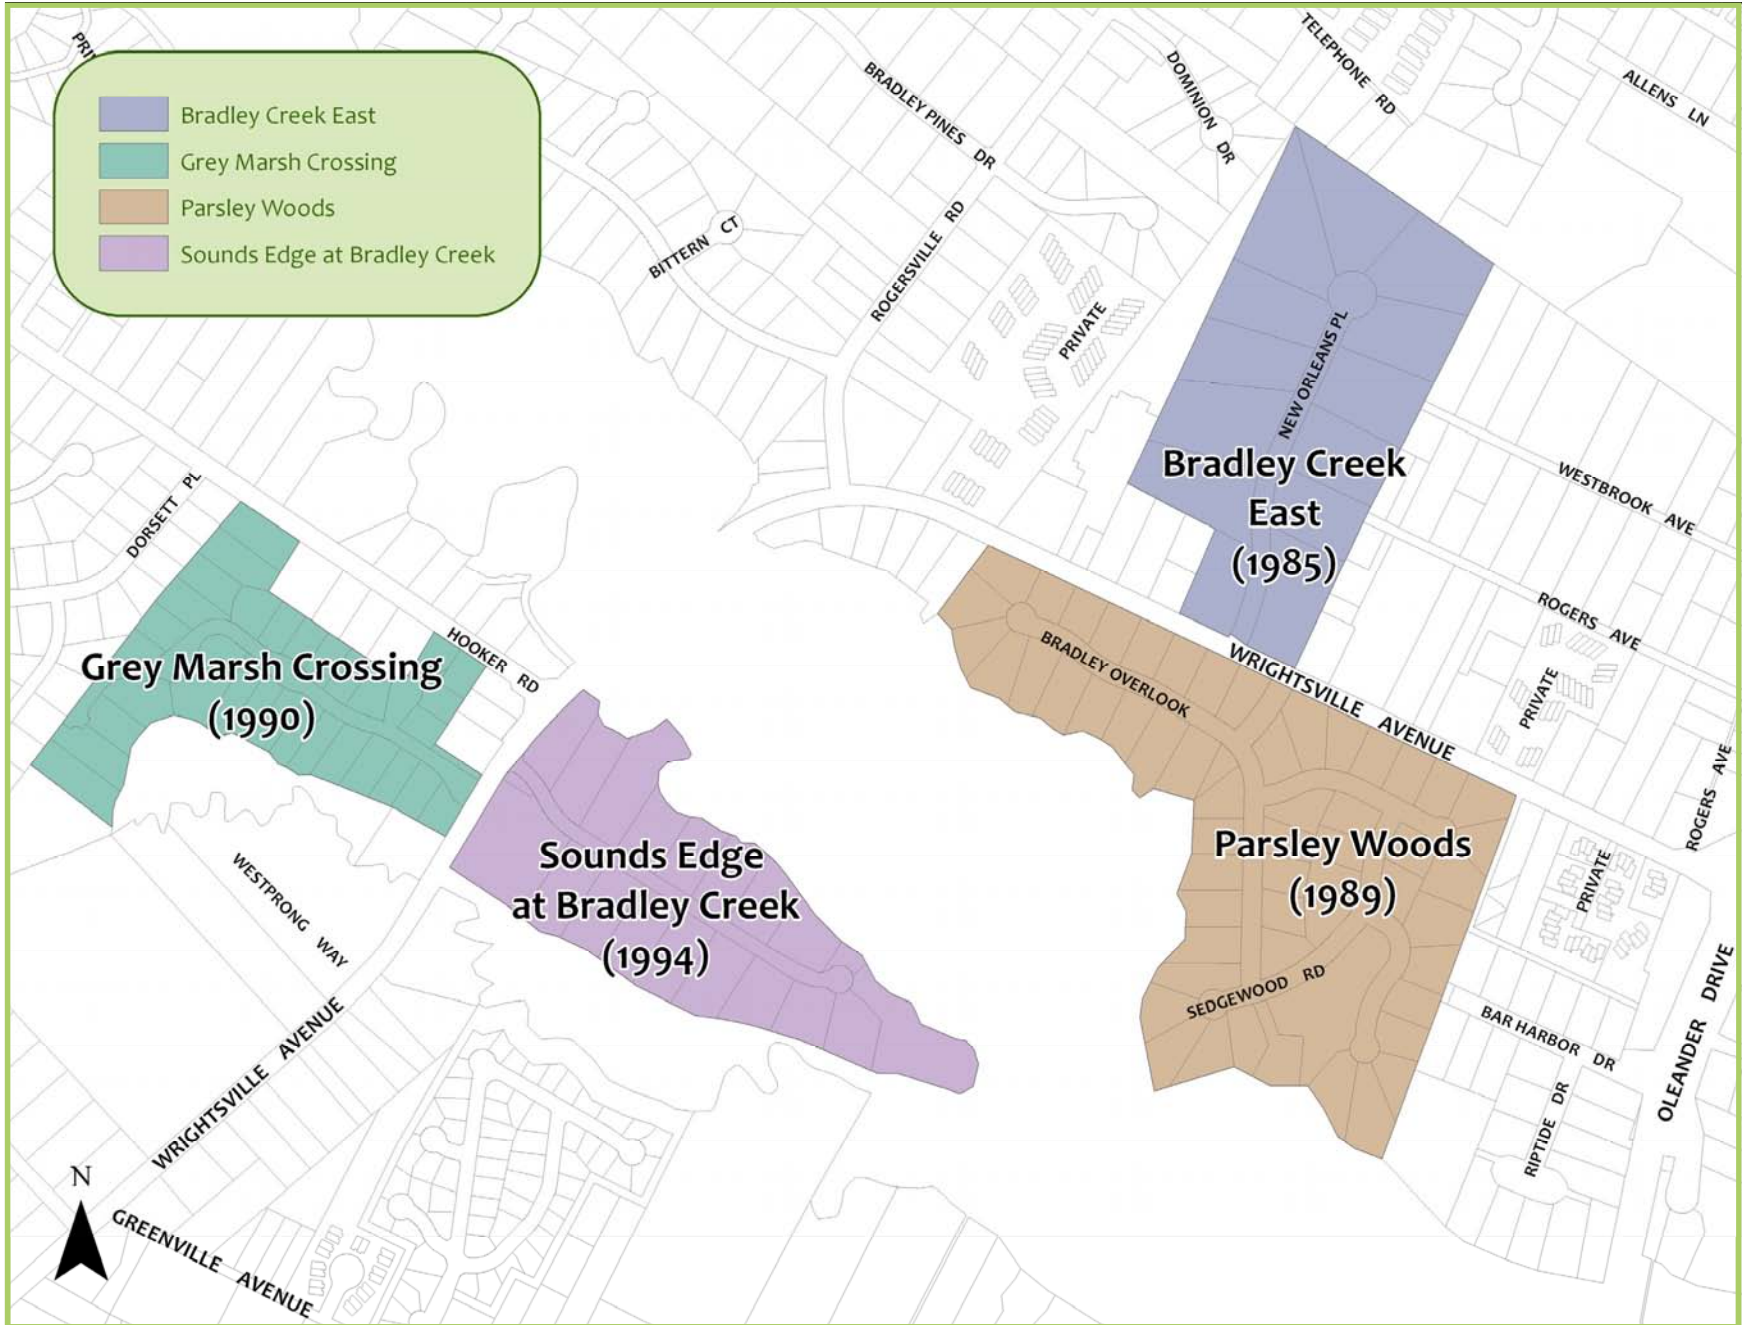 Bradley Creek East
Grey Marsh Crossing
Parsley Woods
Sounds Edge at Bradley Creek
TELEPHONE RD
ALLENS LN
DOMINION DR
BRADLEY PINES DR
BITTERN CT
ROGERSVILLE RD
PRIVATE
NEW ORLEANS PL
Bradley Creek
East
(1985)
WESTBROOK AVE
ROGERS AVE
DORSETT PL
HOOKER RD
Grey Marsh Crossing
(1990)
BRADLEY OVERLOOK
WRIGHTSVILLE AVENUE
PRIVATE
ROGERS AVE
Sounds Edge
at Bradley Creek
(1994)
Parsley Woods
(1989)
PRIVATE
WESTPRONG WAY
SEDGEWOOD RD
BAR HARBOR DR
OLEANDER DRIVE
RIPTIDE DR
WRIGHTSVILLE AVENUE
N
GREENVILLE AVENUE